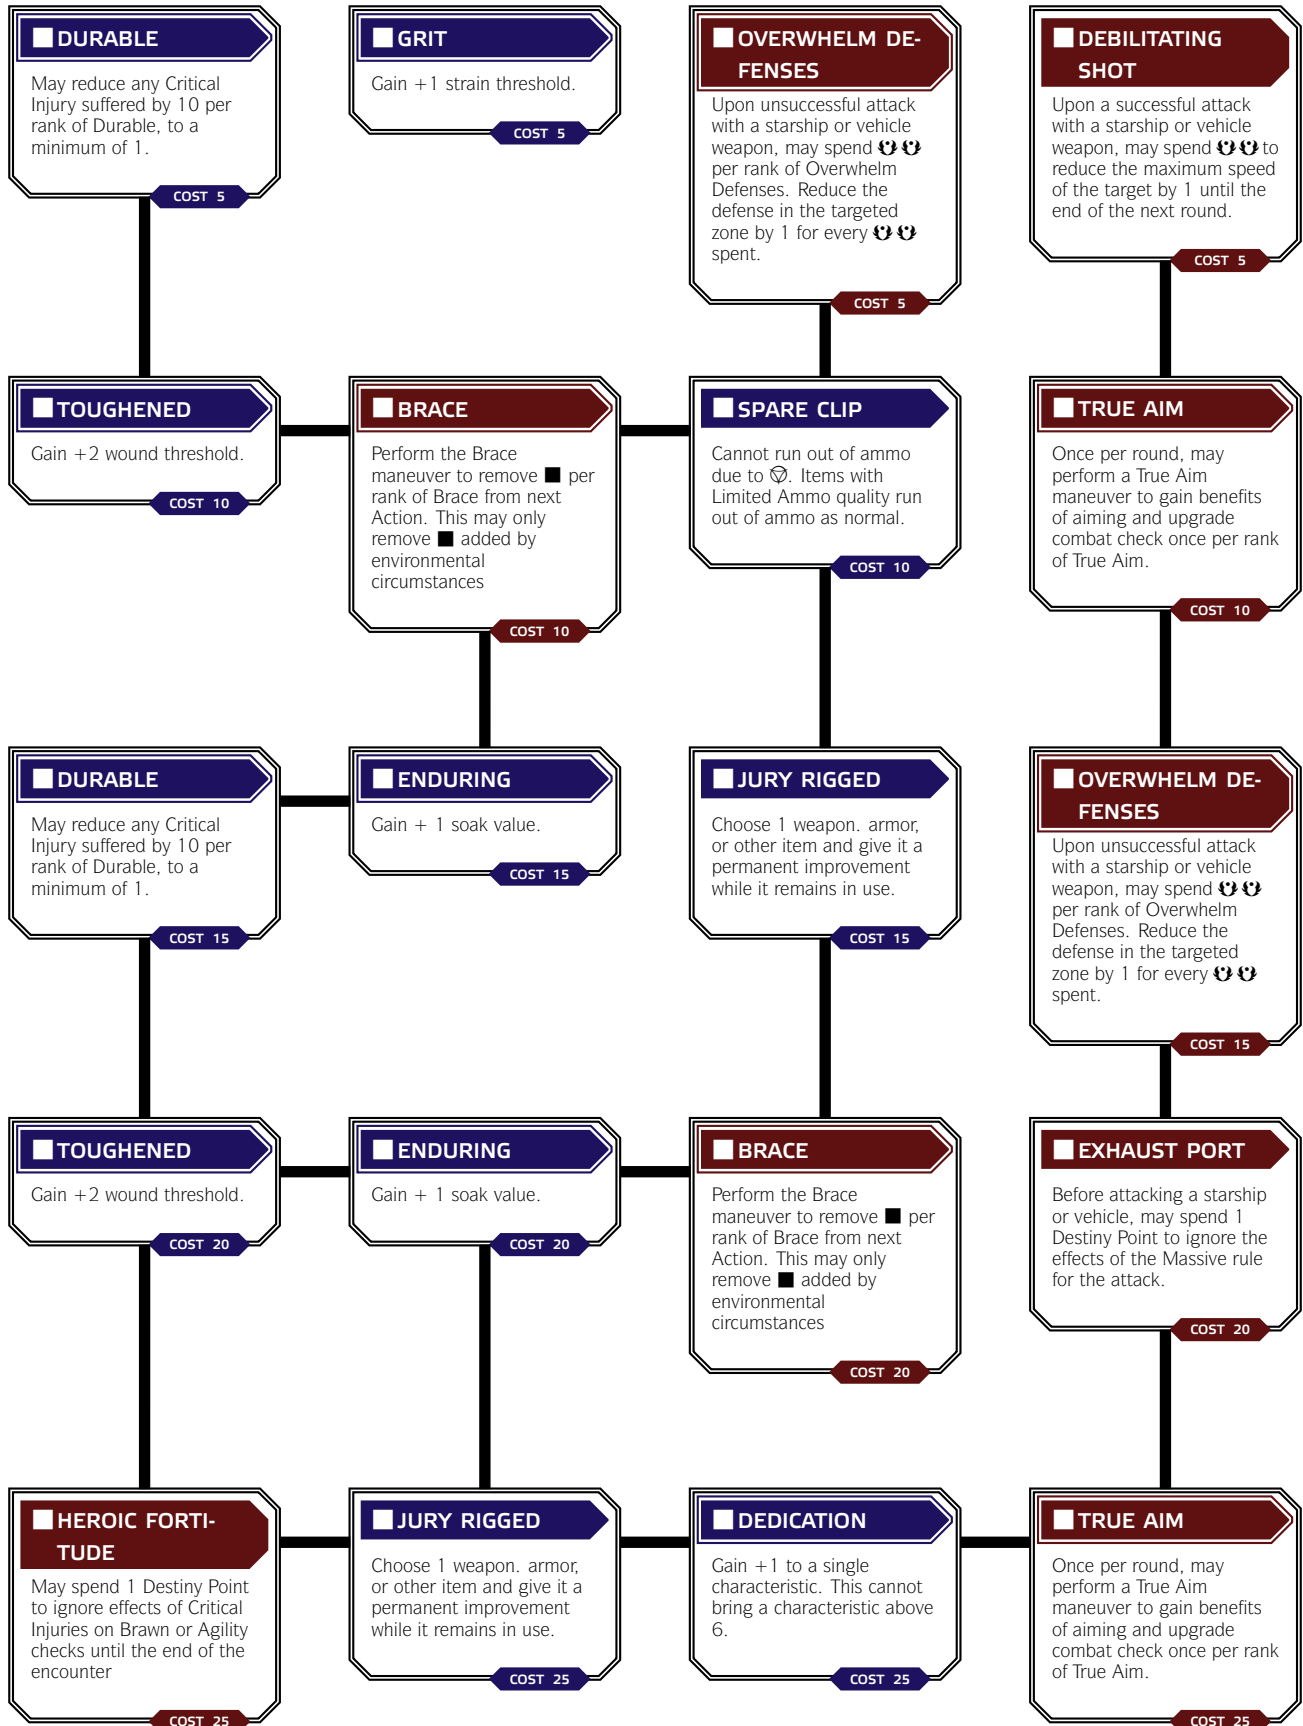 DURABLE
May reduce any Critical
Injury suffered by 10 per
rank of Durable, to a
minimum of 1.
COST 5
GRIT
Gain +1 strain threshold.
COST 5
OVERWHELM DE-
FENSES
Upon unsuccessful attack
with a starship or vehicle
weapon, may spend
per rank of Overwhelm
Defenses. Reduce the
defense in the targeted
zone by 1 for every
spent.
COST 5
DEBILITATING
SHOT
Upon a successful attack
with a starship or vehicle
weapon, may spend to
reduce the maximum speed
of the target by 1 until the
end of the next round.
COST 5
TOUGHENED
Gain +2 wound threshold.
COST 10
BRACE
Perform the Brace
maneuver to remove ■ per
rank of Brace from next
Action. This may only
remove ■ added by
environmental
circumstances
COST 10
SPARE CLIP
Cannot run out of ammo
due to . Items with
Limited Ammo quality run
out of ammo as normal.
COST 10
TRUE AIM
Once per round, may
perform a True Aim
maneuver to gain benefits
of aiming and upgrade
combat check once per rank
of True Aim.
COST 10
DURABLE
May reduce any Critical
Injury suffered by 10 per
rank of Durable, to a
minimum of 1.
COST 15
ENDURING
Gain + 1 soak value.
COST 15
JURY RIGGED
Choose 1 weapon. armor,
or other item and give it a
permanent improvement
while it remains in use.
COST 15
OVERWHELM DE-
FENSES
Upon unsuccessful attack
with a starship or vehicle
weapon, may spend
per rank of Overwhelm
Defenses. Reduce the
defense in the targeted
zone by 1 for every
spent.
COST 15
TOUGHENED
Gain +2 wound threshold.
COST 20
ENDURING
Gain + 1 soak value.
COST 20
BRACE
Perform the Brace
maneuver to remove ■ per
rank of Brace from next
Action. This may only
remove ■ added by
environmental
circumstances
COST 20
EXHAUST PORT
Before attacking a starship
or vehicle, may spend 1
Destiny Point to ignore the
effects of the Massive rule
for the attack.
COST 20
HEROIC FORTI-
TUDE
May spend 1 Destiny Point
to ignore effects of Critical
Injuries on Brawn or Agility
checks until the end of the
encounter
COST 25
JURY RIGGED
Choose 1 weapon. armor,
or other item and give it a
permanent improvement
while it remains in use.
COST 25
DEDICATION
Gain +1 to a single
characteristic. This cannot
bring a characteristic above
6.
COST 25
TRUE AIM
Once per round, may
perform a True Aim
maneuver to gain benefits
of aiming and upgrade
combat check once per rank
of True Aim.
COST 25